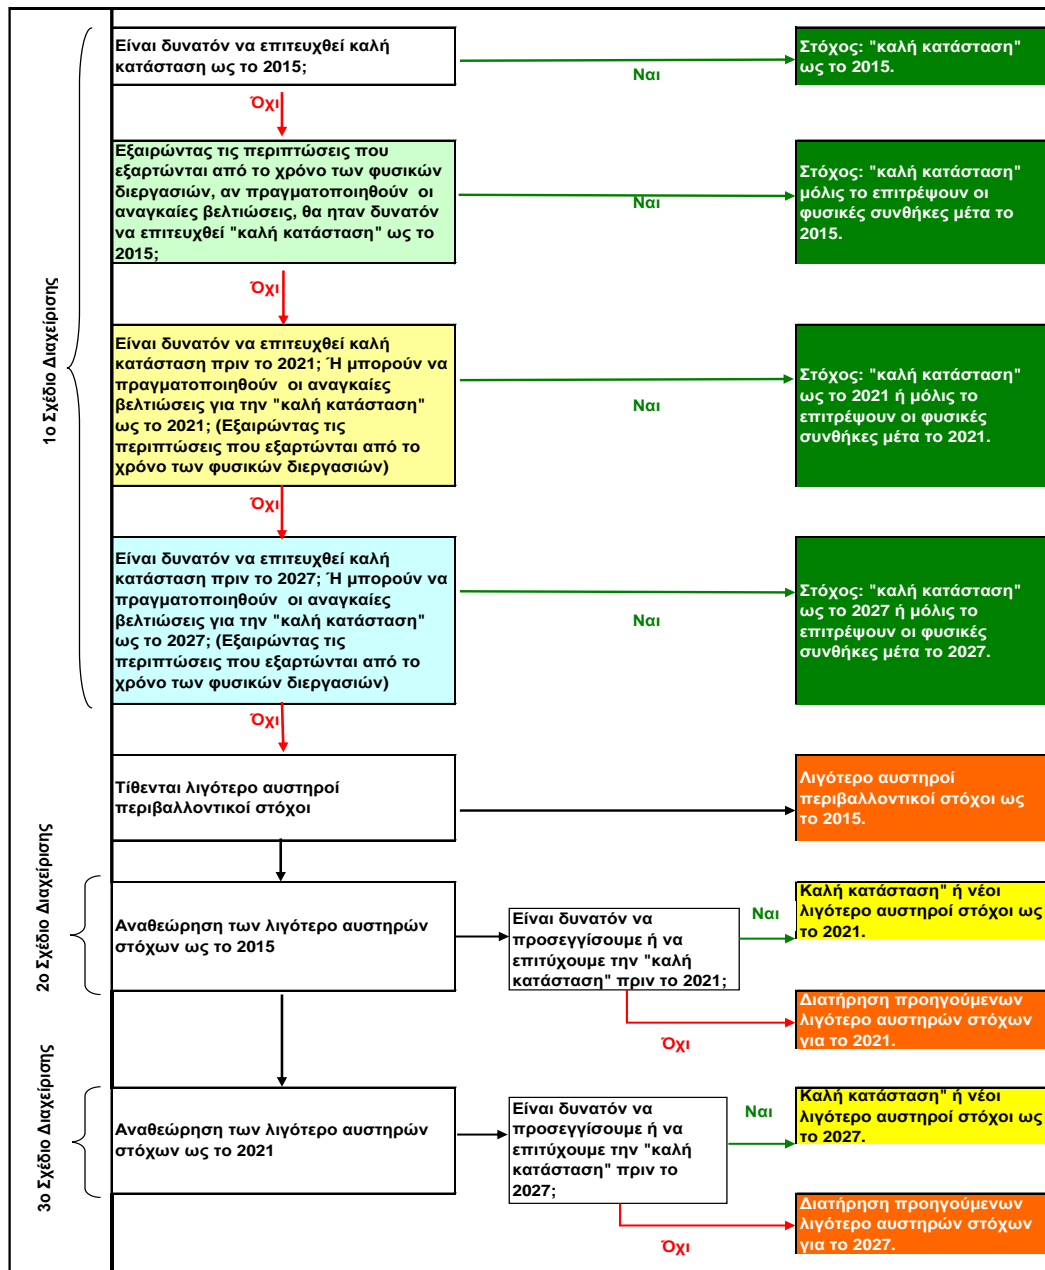 Είναι δυνατόν να επιτευχθεί καλή
κατάσταση ως το 2015;
Ναι
Στόχος: "καλή κατάσταση"
ως το 2015.
Όχι
Εξαιρώντας τις περιπτώσεις που
εξαρτώνται από το χρόνο των φυσικών
διεργασιών, αν πραγματοποιηθούν οι
αναγκαίες βελτιώσεις, θα ηταν δυνατόν
να επιτευχθεί "καλή κατάσταση" ως το
2015;
Ναι
Στόχος: "καλή κατάσταση"
μόλις το επιτρέψουν οι
φυσικές συνθήκες μέτα το
2015.
Όχι
1ο Σχέδιο Διαχείρισης
Είναι δυνατόν να επιτευχθεί καλή
κατάσταση πριν το 2021; Ή μπορούν να
πραγματοποιηθούν οι αναγκαίες
βελτιώσεις για την "καλή κατάσταση"
ως το 2021; (Εξαιρώντας τις
περιπτώσεις που εξαρτώνται από το
χρόνο των φυσικών διεργασιών)
Ναι
Στόχος: "καλή κατάσταση"
ως το 2021 ή μόλις το
επιτρέψουν οι φυσικές
συνθήκες μέτα το 2021.
Όχι
Είναι δυνατόν να επιτευχθεί καλή
κατάσταση πριν το 2027; Ή μπορούν να
πραγματοποιηθούν οι αναγκαίες
βελτιώσεις για την "καλή κατάσταση"
ως το 2027; (Εξαιρώντας τις
περιπτώσεις που εξαρτώνται από το
χρόνο των φυσικών διεργασιών)
Ναι
Στόχος: "καλή κατάσταση"
ως το 2027 ή μόλις το
επιτρέψουν οι φυσικές
συνθήκες μέτα το 2027.
Όχι
Τίθενται λιγότερο αυστηροί
περιβαλλοντικοί στόχοι
Λιγότερο αυστηροί
περιβαλλοντικοί στόχοι ως
το 2015.
2ο Σχέδιο Διαχείρισης
Αναθεώρηση των λιγότερο αυστηρών
στόχων ως το 2015
Είναι δυνατόν να
προσεγγίσουμε ή να
επιτύχουμε την "καλή
κατάσταση" πριν το 2021;
Ναι
Καλή κατάσταση" ή νέοι
λιγότερο αυστηροί στόχοι ως
το 2021.
Όχι
Διατήρηση προηγούμενων
λιγότερο αυστηρών στόχων
για το 2021.
3ο Σχέδιο Διαχείρισης
Αναθεώρηση των λιγότερο αυστηρών
στόχων ως το 2021
Είναι δυνατόν να
προσεγγίσουμε ή να
επιτύχουμε την "καλή
κατάσταση" πριν το
2027;
Ναι
Καλή κατάσταση" ή νέοι
λιγότερο αυστηροί στόχοι ως
το 2027.
Όχι
Διατήρηση προηγούμενων
λιγότερο αυστηρών στόχων
για το 2027.